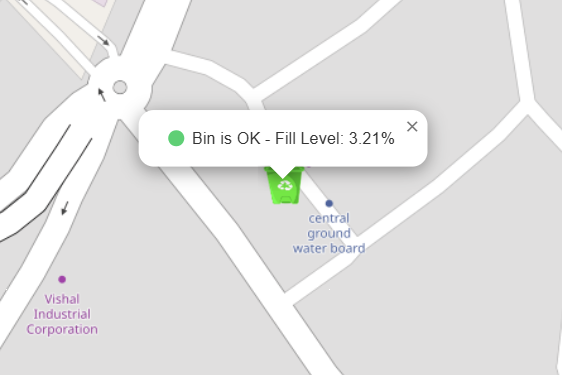 Bin is OK - Fill Level: 3.21%
×
central
ground
water board
Vishal
Industrial
Corporation